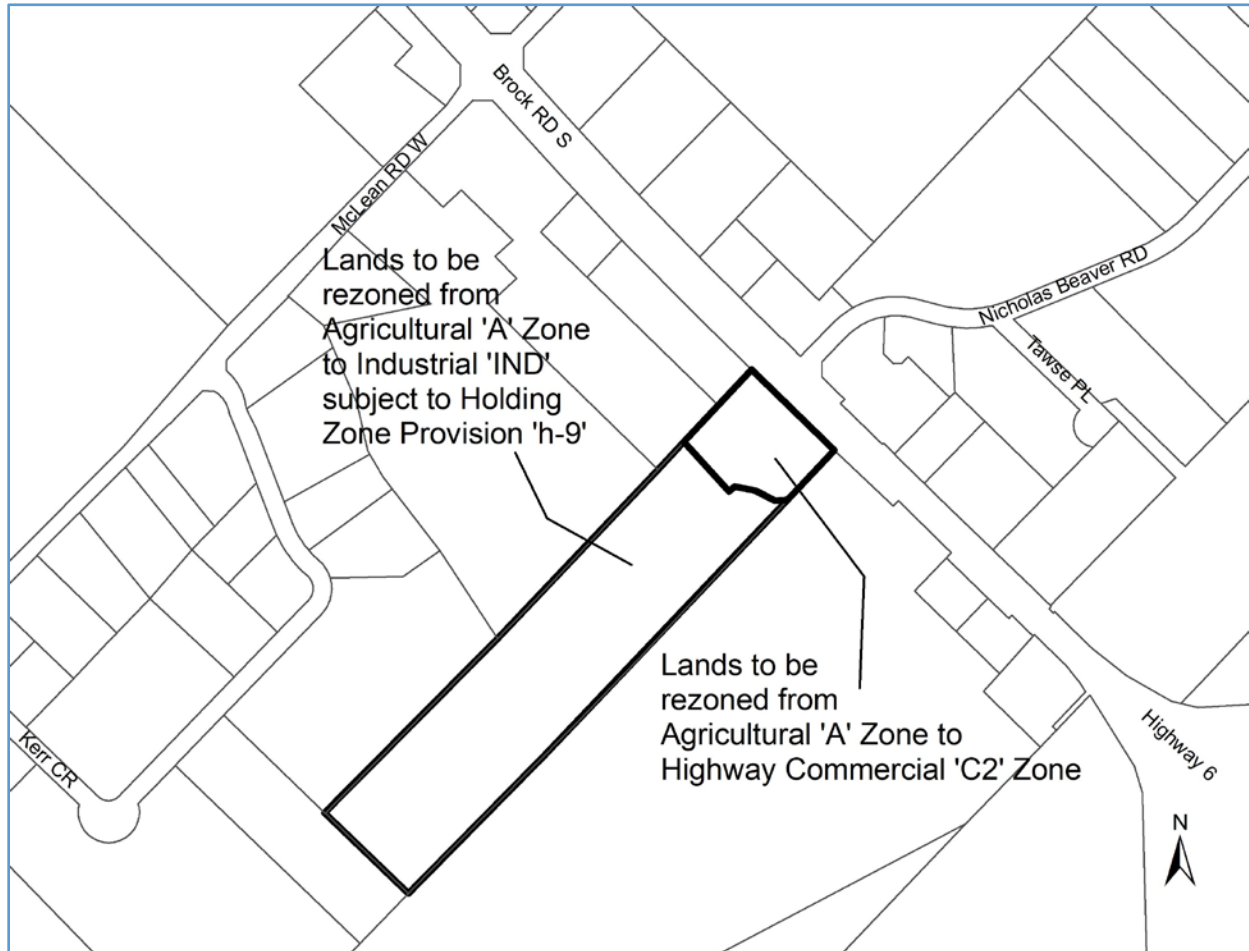 Brock RD S
McLean RD W
Lands to be
rezoned from
Agricultural 'A' Zone
to Industrial 'IND'
subject to Holding
Zone Provision 'h-9'
Nicholas Beaver RD
Tawse PL
Lands to be
rezoned from
Agricultural 'A' Zone to
Highway Commercial 'C2' Zone
Kerr CR
Highway 6
N